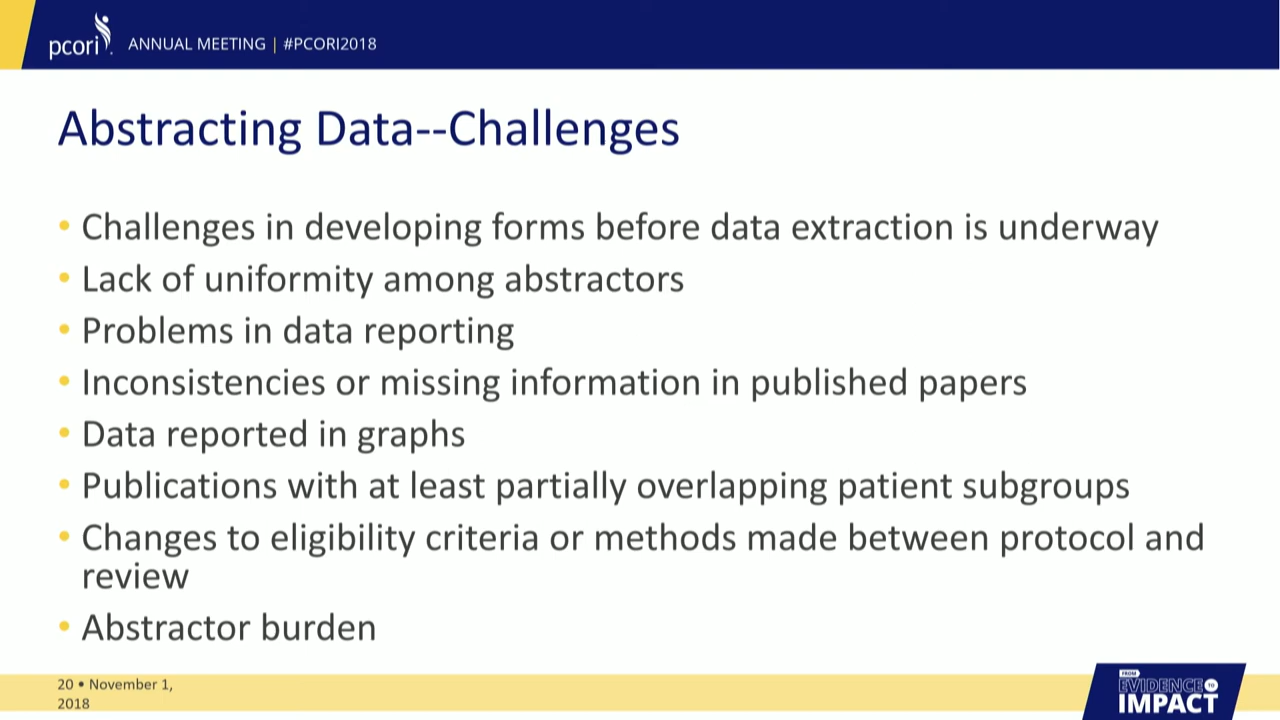 pcori
ANNUAL MEETING | #PCORI2018
Abstracting Data--Challenges
• Challenges in developing forms before data extraction is underway
• Lack of uniformity among abstractors
• Problems in data reporting
• Inconsistencies or missing information in published papers
• Data reported in graphs
• Publications with at least partially overlapping patient subgroups
• Changes to eligibility criteria or methods made between protocol and
review
• Abstractor burden
20 • November 1,
2018
FROM
EVIDENCE TO
IMPACT